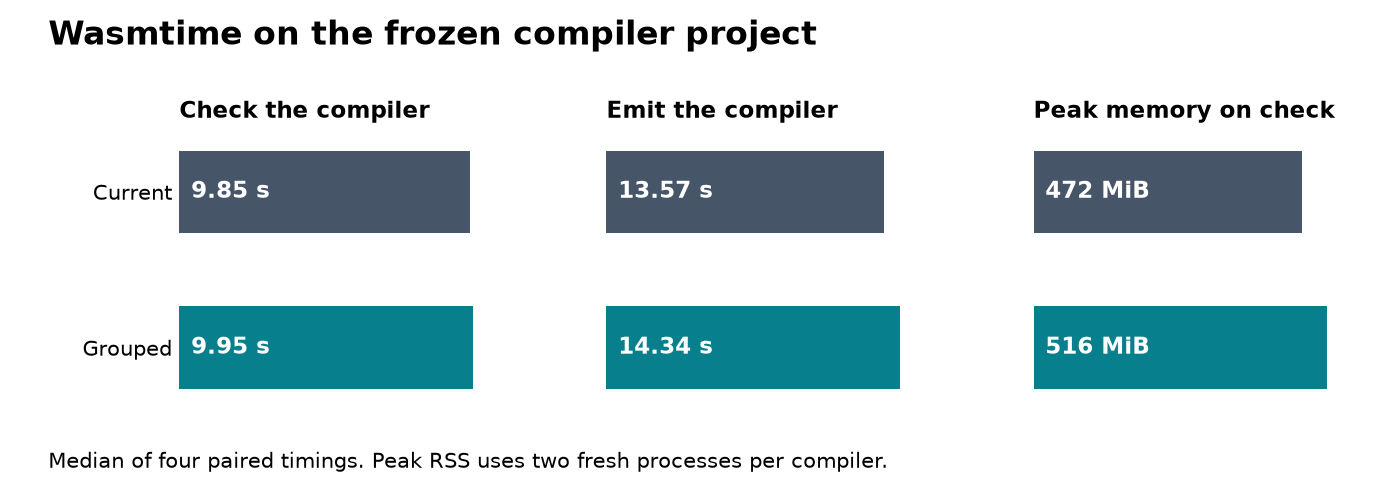 Wasmtime on the frozen compiler project
Check the compiler
Emit the compiler
Peak memory on check
Current
9.85 s
13.57 s
472 MiB
Grouped
9.95 s
14.34 s
516 MiB
Median of four paired timings. Peak RSS uses two fresh processes per compiler.